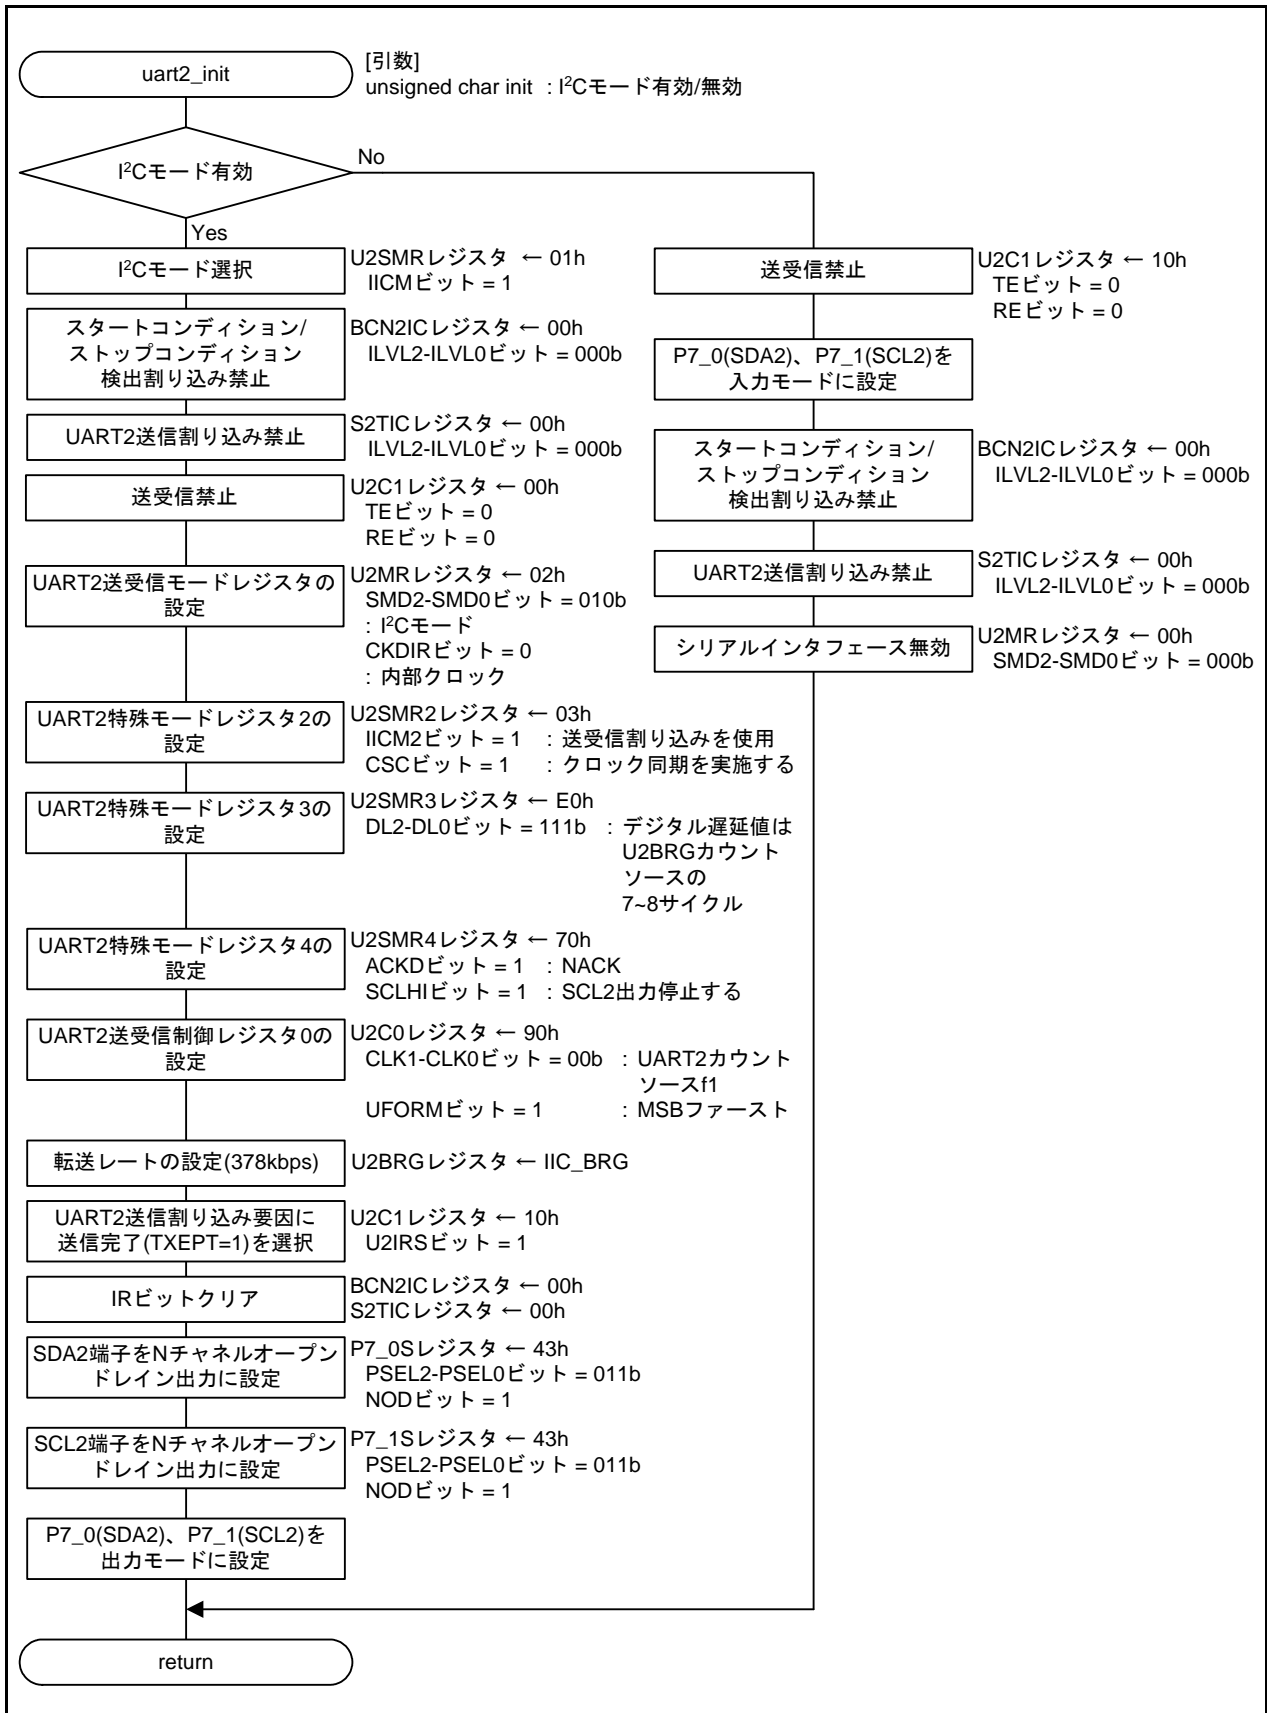 uart2_init
[引数]
unsigned char init : I²Cモード有効/無効
I²Cモード有効
No
Yes
I²Cモード選択
U2SMRレジスタ ← 01h
IICMビット = 1
スタートコンディション/
ストップコンディション
検出割り込み禁止
BCN2ICレジスタ ← 00h
ILVL2-ILVL0ビット = 000b
UART2送信割り込み禁止
S2TICレジスタ ← 00h
ILVL2-ILVL0ビット = 000b
送受信禁止
U2C1レジスタ ← 00h
TEビット = 0
REビット = 0
UART2送受信モードレジスタの
設定
U2MRレジスタ ← 02h
SMD2-SMD0ビット = 010b
: I²Cモード
CKDIRビット = 0
: 内部クロック
UART2特殊モードレジスタ2の
設定
U2SMR2レジスタ ← 03h
IICM2ビット = 1 : 送受信割り込みを使用
CSCビット = 1 : クロック同期を実施する
UART2特殊モードレジスタ3の
設定
U2SMR3レジスタ ← E0h
DL2-DL0ビット = 111b : デジタル遅延値は
U2BRGカウント
ソースの
7~8サイクル
UART2特殊モードレジスタ4の
設定
U2SMR4レジスタ ← 70h
ACKDビット = 1 : NACK
SCLHIビット = 1 : SCL2出力停止する
UART2送受信制御レジスタ0の
設定
U2C0レジスタ ← 90h
CLK1-CLK0ビット = 00b : UART2カウント
ソースf1
UFORMビット = 1 : MSBファースト
転送レートの設定(378kbps)
U2BRGレジスタ ← IIC_BRG
UART2送信割り込み要因に
送信完了(TXEPT=1)を選択
U2C1レジスタ ← 10h
U2IRSビット = 1
IRビットクリア
BCN2ICレジスタ ← 00h
S2TICレジスタ ← 00h
SDA2端子をNチャネルオープン
ドレイン出力に設定
P7_0Sレジスタ ← 43h
PSEL2-PSEL0ビット = 011b
NODビット = 1
SCL2端子をNチャネルオープン
ドレイン出力に設定
P7_1Sレジスタ ← 43h
PSEL2-PSEL0ビット = 011b
NODビット = 1
P7_0(SDA2)、P7_1(SCL2)を
出力モードに設定
送受信禁止
U2C1レジスタ ← 10h
TEビット = 0
REビット = 0
P7_0(SDA2)、P7_1(SCL2)を
入力モードに設定
スタートコンディション/
ストップコンディション
検出割り込み禁止
BCN2ICレジスタ ← 00h
ILVL2-ILVL0ビット = 000b
UART2送信割り込み禁止
S2TICレジスタ ← 00h
ILVL2-ILVL0ビット = 000b
シリアルインタフェース無効
U2MRレジスタ ← 00h
SMD2-SMD0ビット = 000b
return